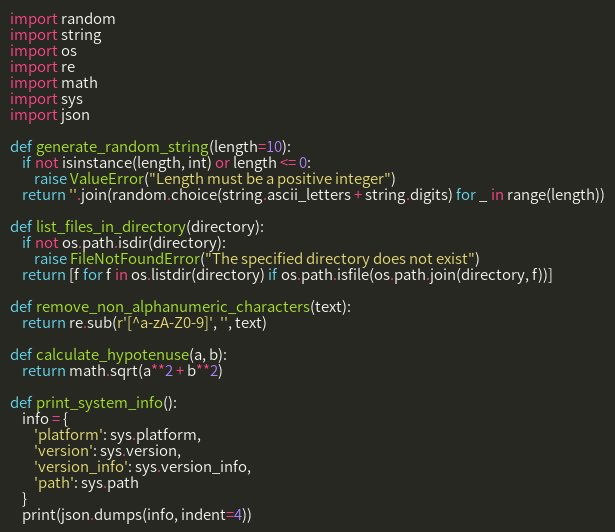 import random
import string
import os
import re
import math
import sys
import json

def generate_random_string(length=10):
    if not isinstance(length, int) or length <= 0:
        raise ValueError("Length must be a positive integer")
    return ''.join(random.choice(string.ascii_letters + string.digits) for _ in range(length))

def list_files_in_directory(directory):
    if not os.path.isdir(directory):
        raise FileNotFoundError("The specified directory does not exist")
    return [f for f in os.listdir(directory) if os.path.isfile(os.path.join(directory, f))]

def remove_non_alphanumeric_characters(text):
    return re.sub(r'[^a-zA-Z0-9]', '', text)

def calculate_hypotenuse(a, b):
    return math.sqrt(a**2 + b**2)

def print_system_info():
    info = {
        'platform': sys.platform,
        'version': sys.version,
        'version_info': sys.version_info,
        'path': sys.path
    }
    print(json.dumps(info, indent=4))